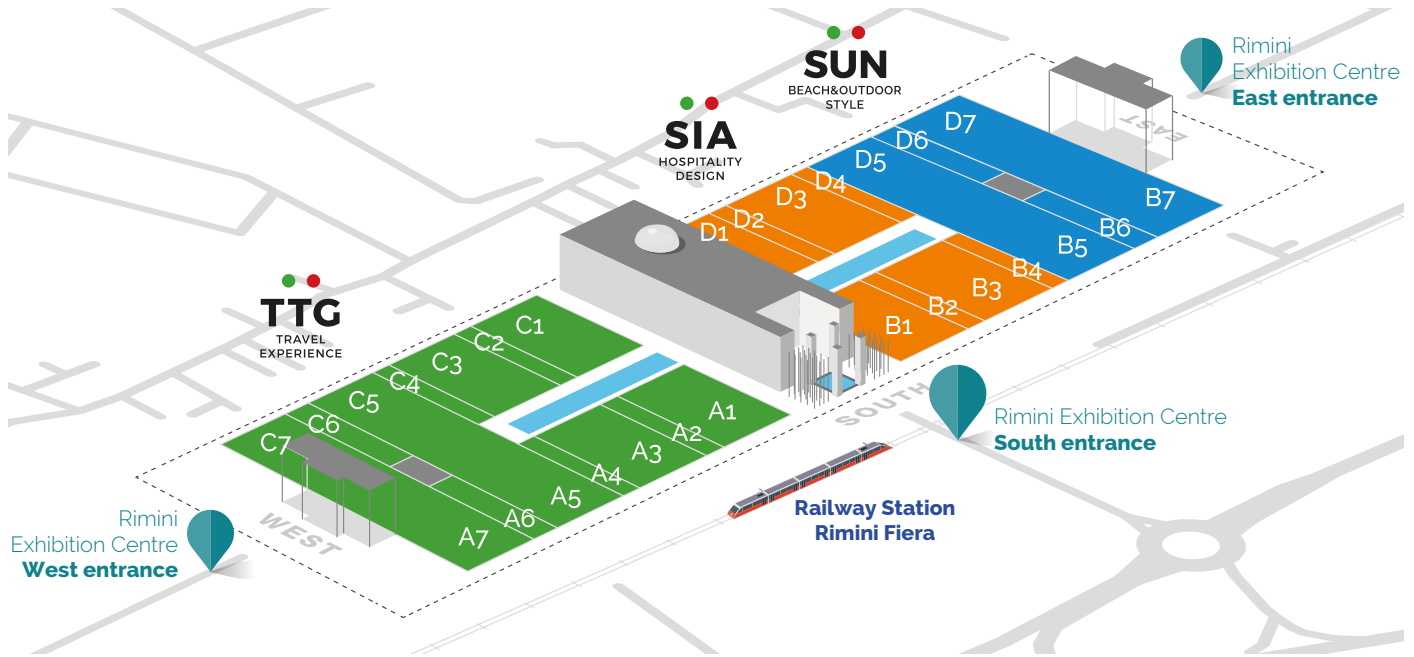 SUN
BEACH&OUTDOOR
STYLE
Rimini
Exhibition Centre
East entrance
EAST
SIA
HOSPITALITY
DESIGN
D7
D6
D5
D4
D3
D2
D1
B7
B6
B5
B4
B3
B2
B1
TTG
TRAVEL
EXPERIENCE
C1
C2
C3
C4
C5
C6
C7
A1
A2
A3
A4
A5
A6
A7
SOUTH
Rimini Exhibition Centre
South entrance
Railway Station
Rimini Fiera
WEST
Rimini
Exhibition Centre
West entrance